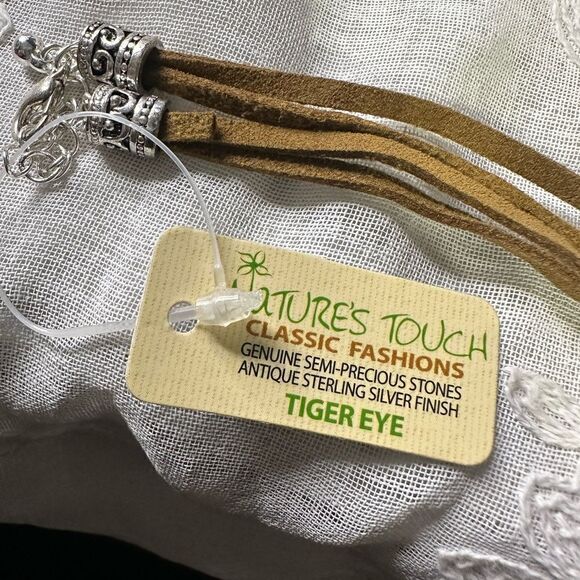 NATURE'S TOUCH
CLASSIC FASHIONS
GENUINE SEMI-PRECIOUS STONES
ANTIQUE STERLING SILVER FINISH
TIGER EYE